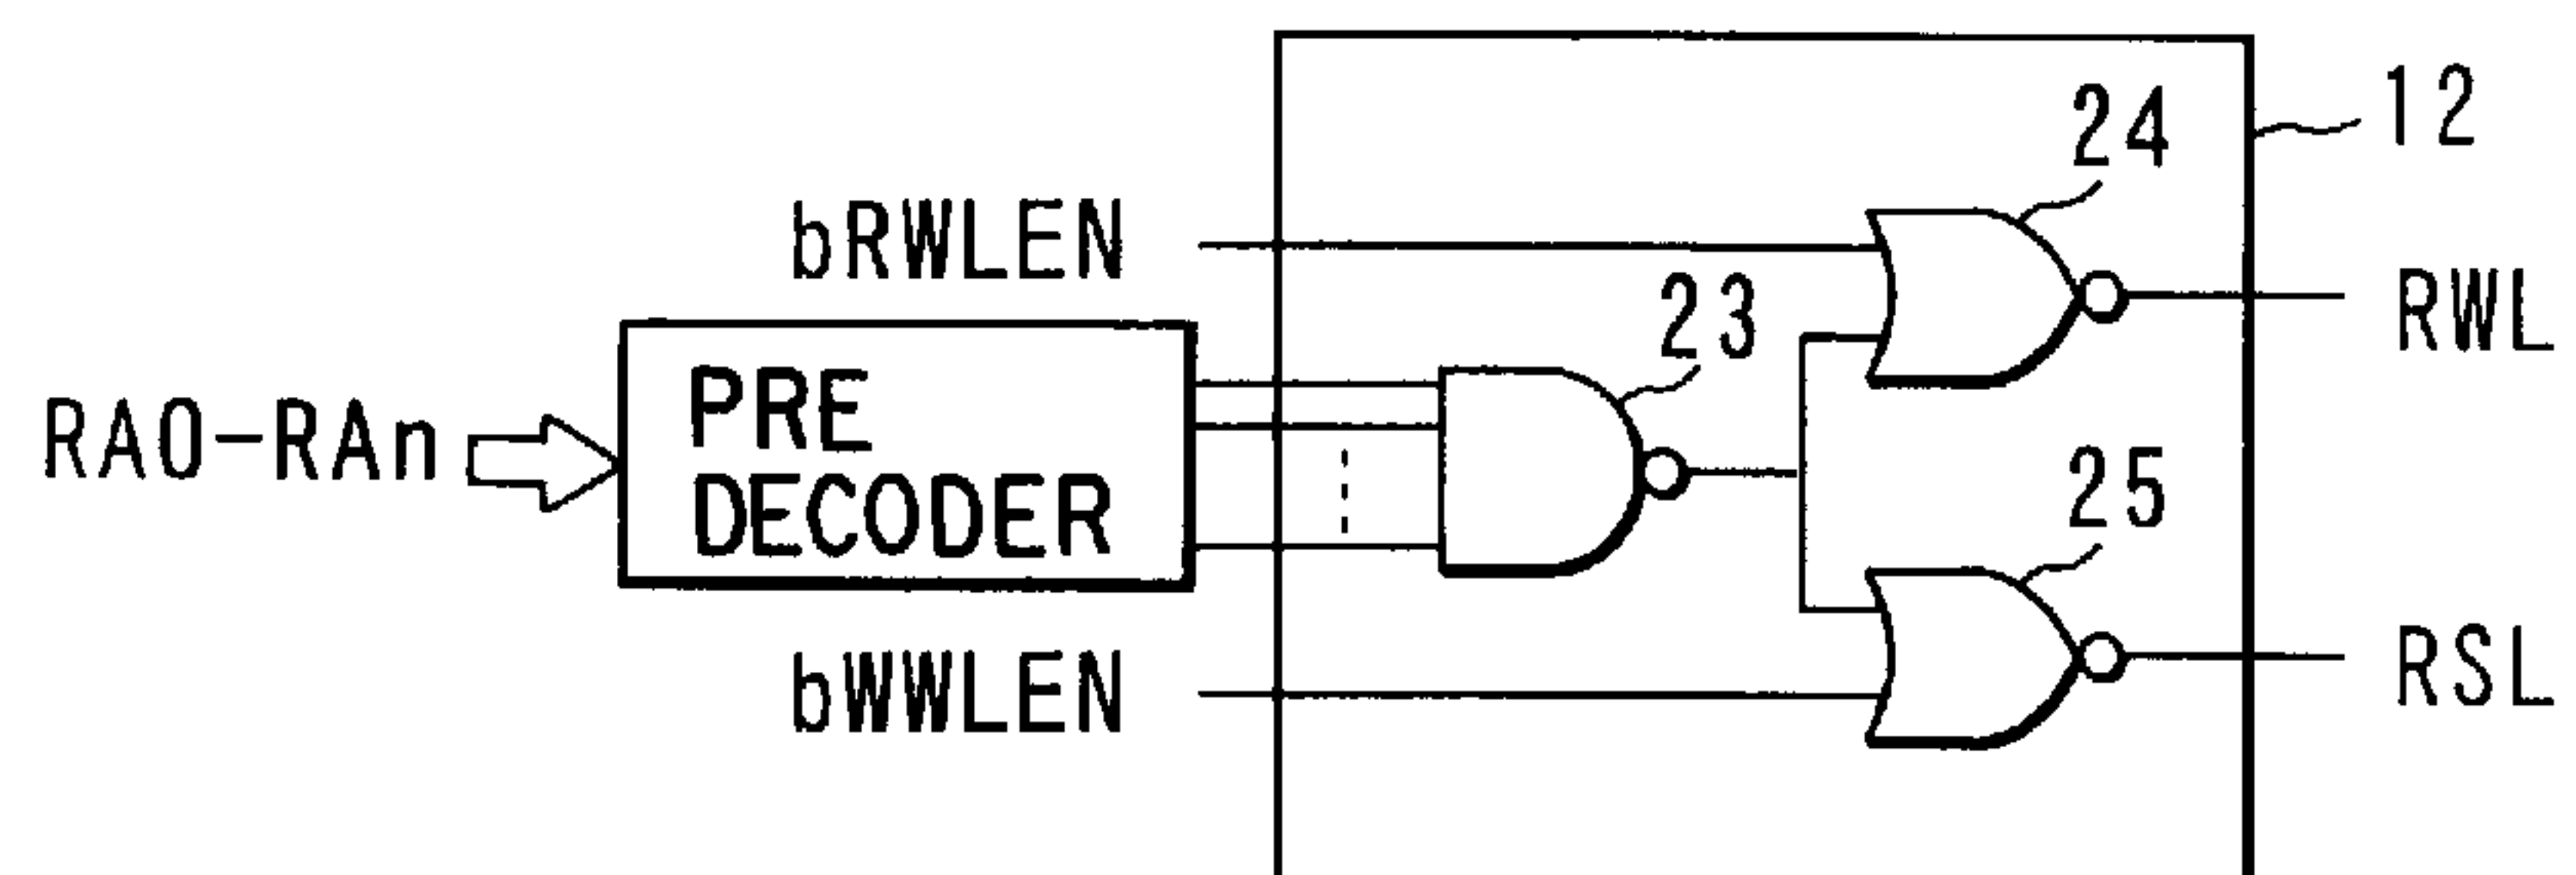 12
24
bRWLEN
23
RWL
PRE
RA0-RAn
DECODER
25
bWWLEN
RSL